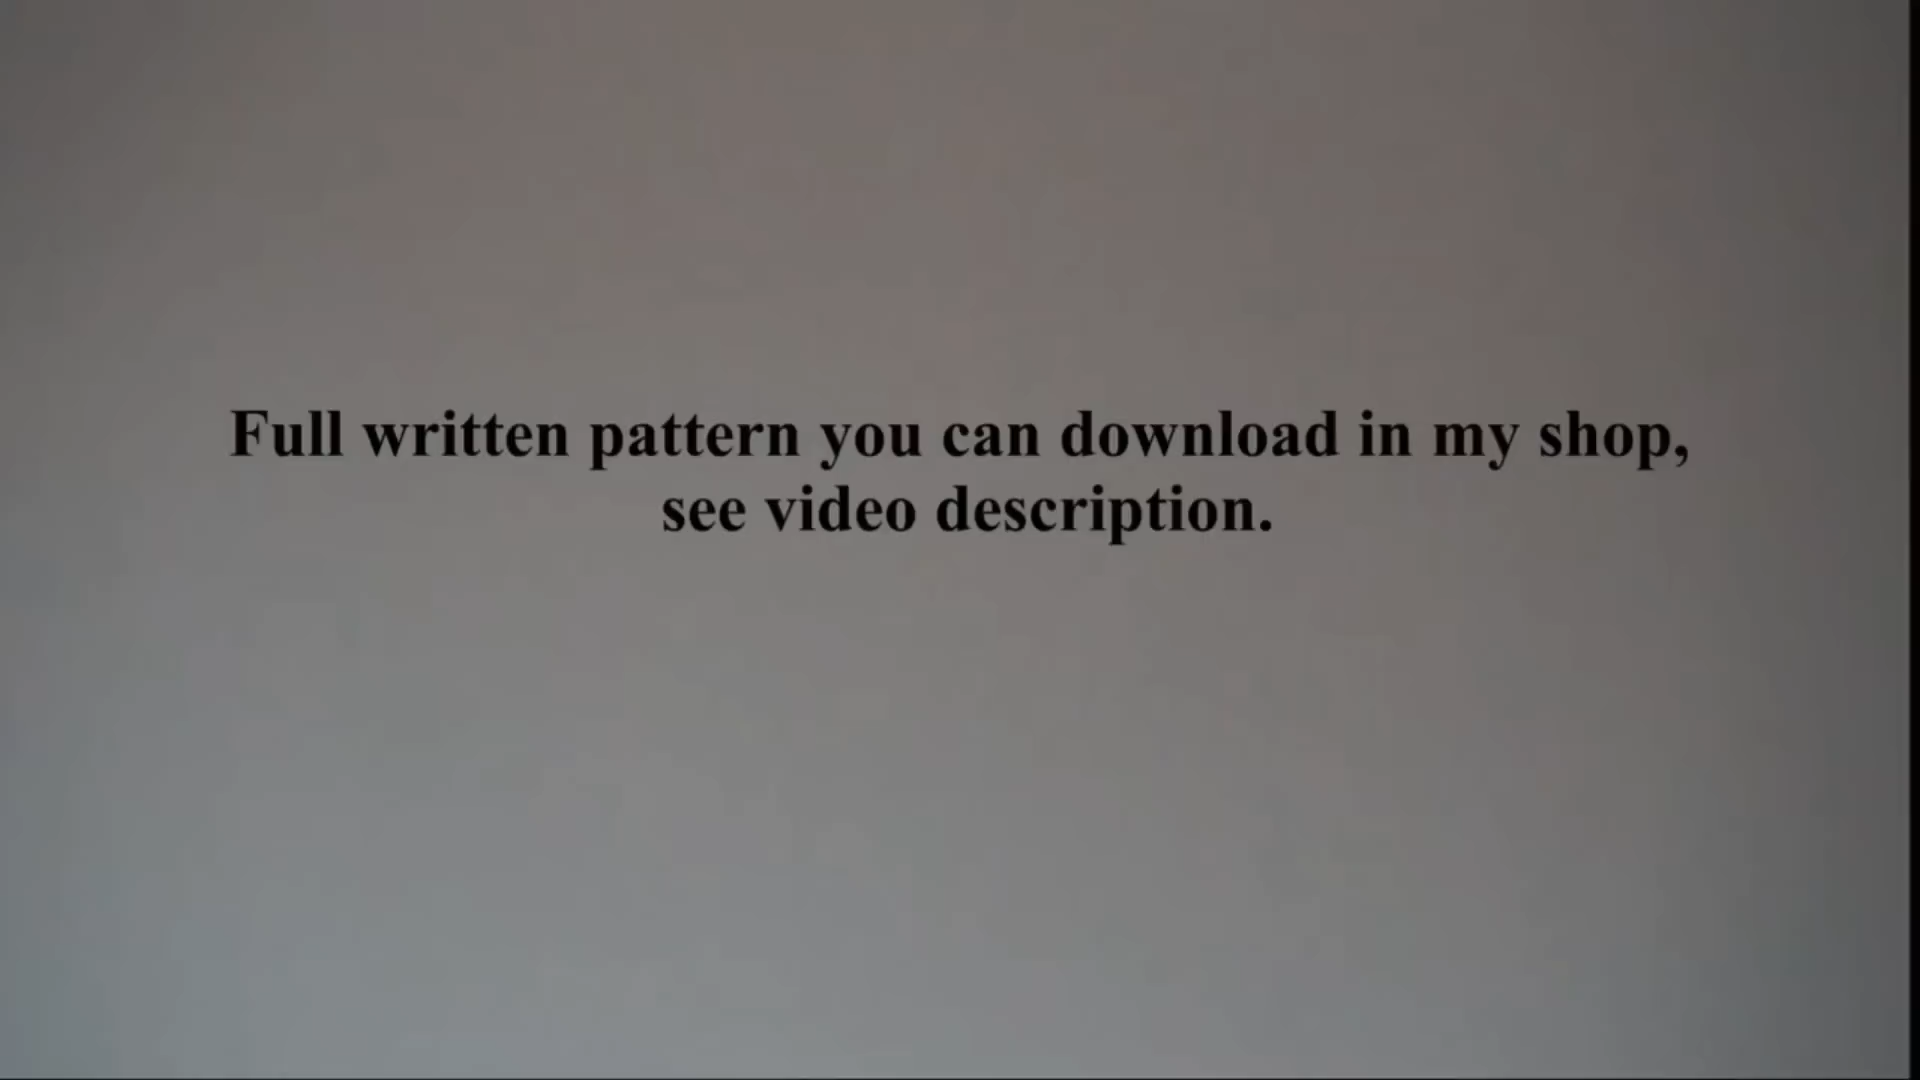 Full written pattern you can download in my shop,
see video description.